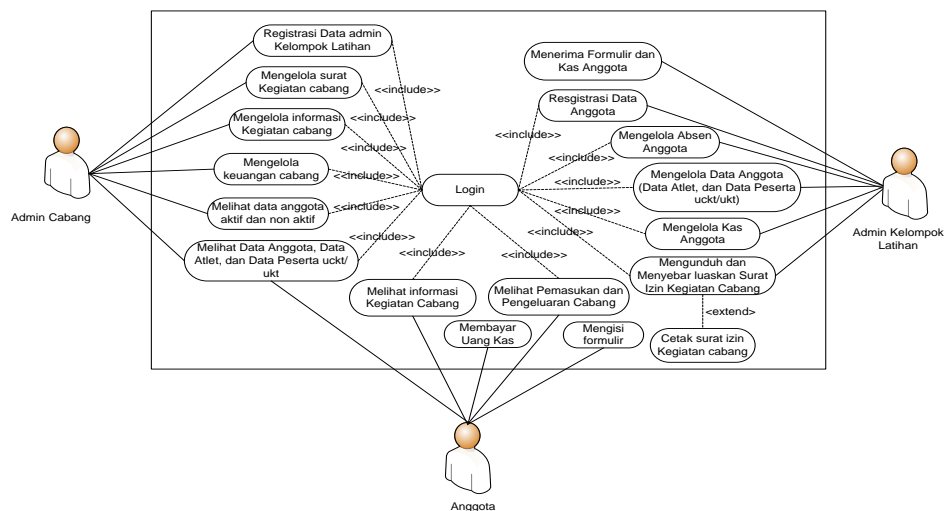 Registrasi Data admin
Kelompok Latihan
Mengelola surat
Kegiatan cabang
<<include>>
Mengelola informasi
Kegiatan cabang
<<include>>
<<include>>
Mengelola
keuangan cabang
<<include>>
Melihat data anggota
aktif dan non aktif
<<include>>
Melihat Data Anggota, Data
Atlet, dan Data Peserta uckt/
ukt
<<include>>
Admin Cabang
Login
Menerima Formulir dan
Kas Anggota
Resgistrasi Data
Anggota
<<include>>
Mengelola Absen
Anggota
<<include>>
Mengelola Data Anggota
(Data Atlet, dan Data Peserta
uckt/ukt)
<<include>>
Mengelola Kas
Anggota
<<include>>
Mengunduh dan
Menyebar luaskan Surat
Izin Kegiatan Cabang
<<include>>
<extend>
Cetak surat izin
Kegiatan cabang
Admin Kelompok
Latihan
<<include>>
<<include>>
Melihat informasi
Kegiatan Cabang
Melihat Pemasukan dan
Pengeluaran Cabang
Membayar
Uang Kas
Mengisi
formulir
Anggota